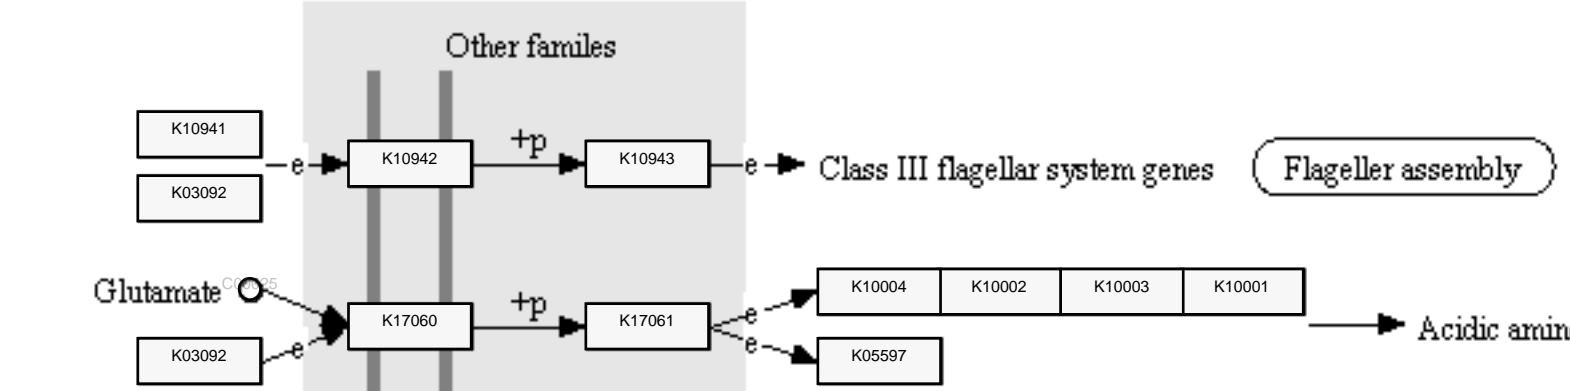 Other familes
K10941
K03092
e
K10942
+p
K10943
e
Class III flagellar system genes
Flageller assembly
Glutamate
C00025
K03092
e
K17060
+p
K17061
e
e
K10004 K10002 K10003 K10001
K05597
Acidic amin